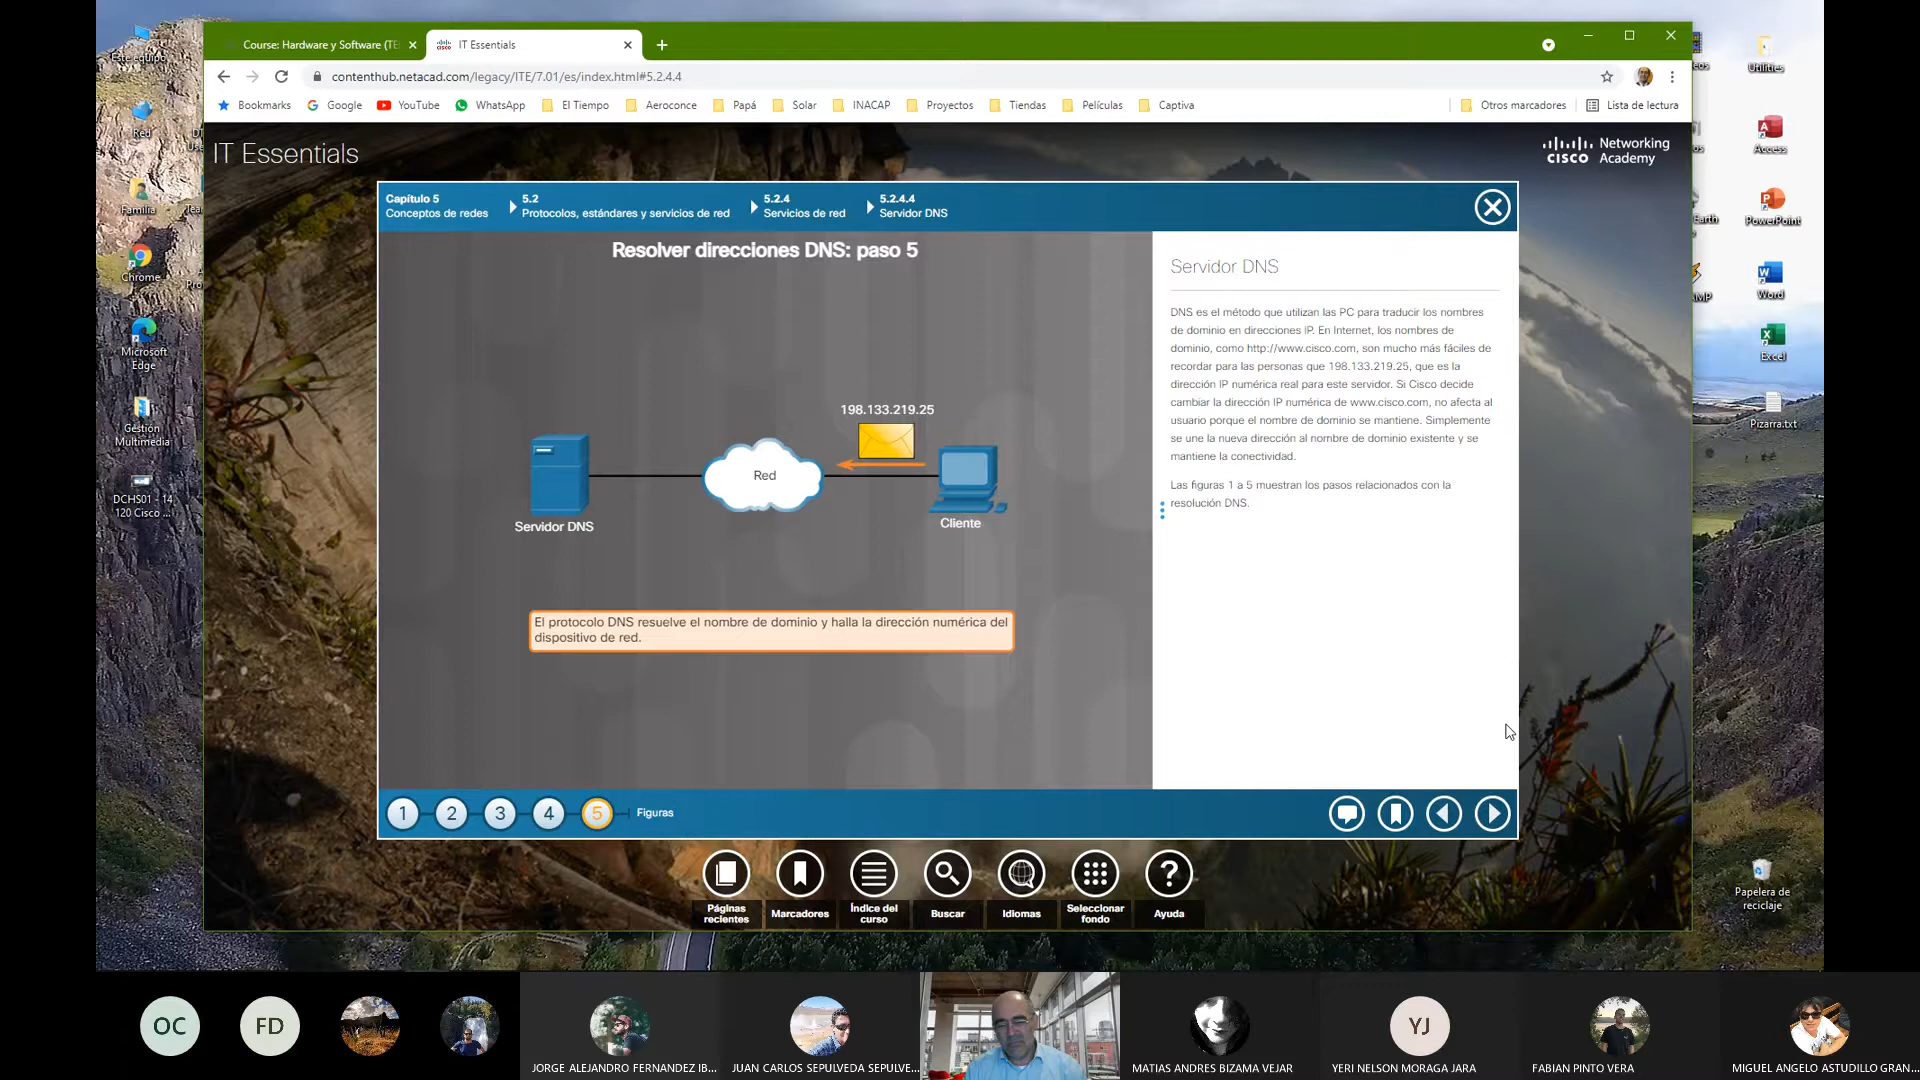 Course: Hardware y Software (TE
IT Essentials
contenthub.netacad.com/legacy/ITE/7.01/es/index.html#5.2.4.4
Bookmarks Google YouTube WhatsApp El Tiempo Aeroconce Papá Solar INACAP Proyectos Tiendas Películas Captiva Otros marcadores Lista de lectura
IT Essentials
cisco Networking Academy
Capítulo 5
Conceptos de redes
5.2
Protocolos, estándares y servicios de red
5.2.4
Servicios de red
5.2.4.4
Servidor DNS
Resolver direcciones DNS: paso 5
198.133.219.25
Red
Servidor DNS
Cliente
El protocolo DNS resuelve el nombre de dominio y halla la dirección numérica del
dispositivo de red.
Servidor DNS
DNS es el método que utilizan las PC para traducir los nombres
de dominio en direcciones IP. En Internet, los nombres de
dominio, como http://www.cisco.com, son mucho más fáciles de
recordar para las personas que 198.133.219.25, que es la
dirección IP numérica real para este servidor. Si Cisco decide
cambiar la dirección IP numérica de www.cisco.com, no afecta al
usuario porque el nombre de dominio se mantiene. Simplemente
se une la nueva dirección al nombre de dominio existente y se
mantiene la conectividad.
Las figuras 1 a 5 muestran los pasos relacionados con la
resolución DNS.
1 2 3 4 5 Figuras
Páginas
recientes
Marcadores
Índice del
curso
Buscar
Idiomas
Seleccionar
fondo
Ayuda
Este equipo
Red
Familia
Chrome
Microsoft
Edge
Gestión
Multimedia
DCHS01 - 14
120 Cisco ...
Utilities
Access
PowerPoint
Word
Excel
Pizarra.txt
Papelera de
reciclaje
OC
FD
JORGE ALEJANDRO FERNANDEZ IB...
JUAN CARLOS SEPULVEDA SEPULVE...
MATIAS ANDRES BIZAMA VEJAR
YJ
YERI NELSON MORAGA JARA
FABIAN PINTO VERA
MIGUEL ANGELO ASTUDILLO GRAN...